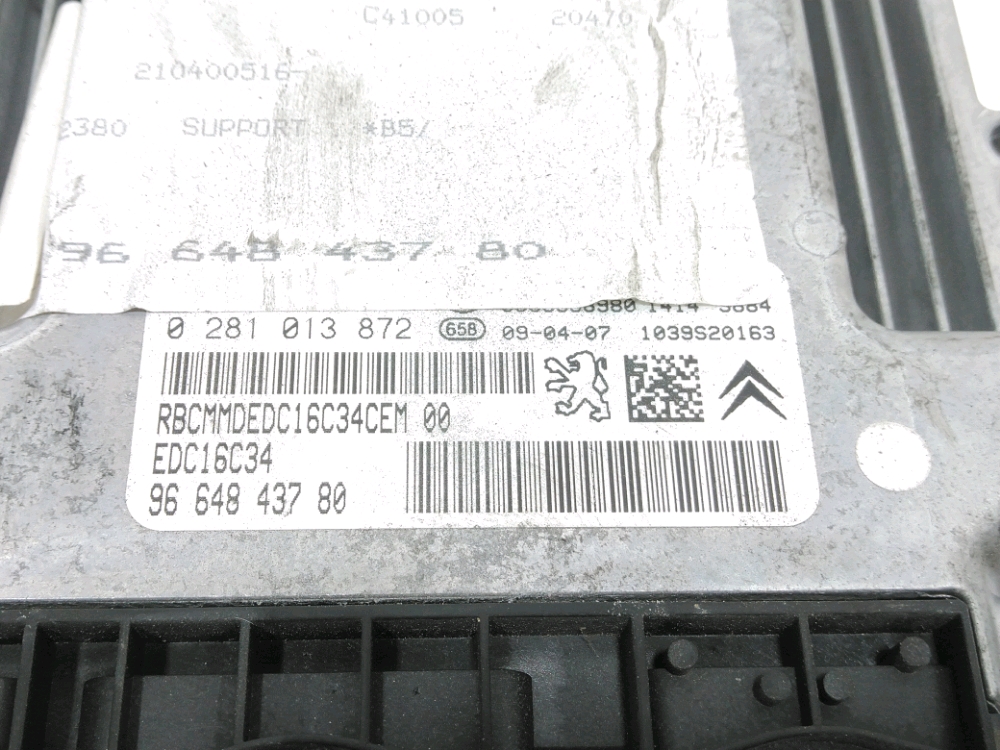 C41005 20470
210400516-
2380 SUPPORT *B5/
96 648 437 80
0 281 013 872 658 09-04-07 1039S20163
RBCMMDEDC16C34CEM 00
EDC16C34
96 648 437 80